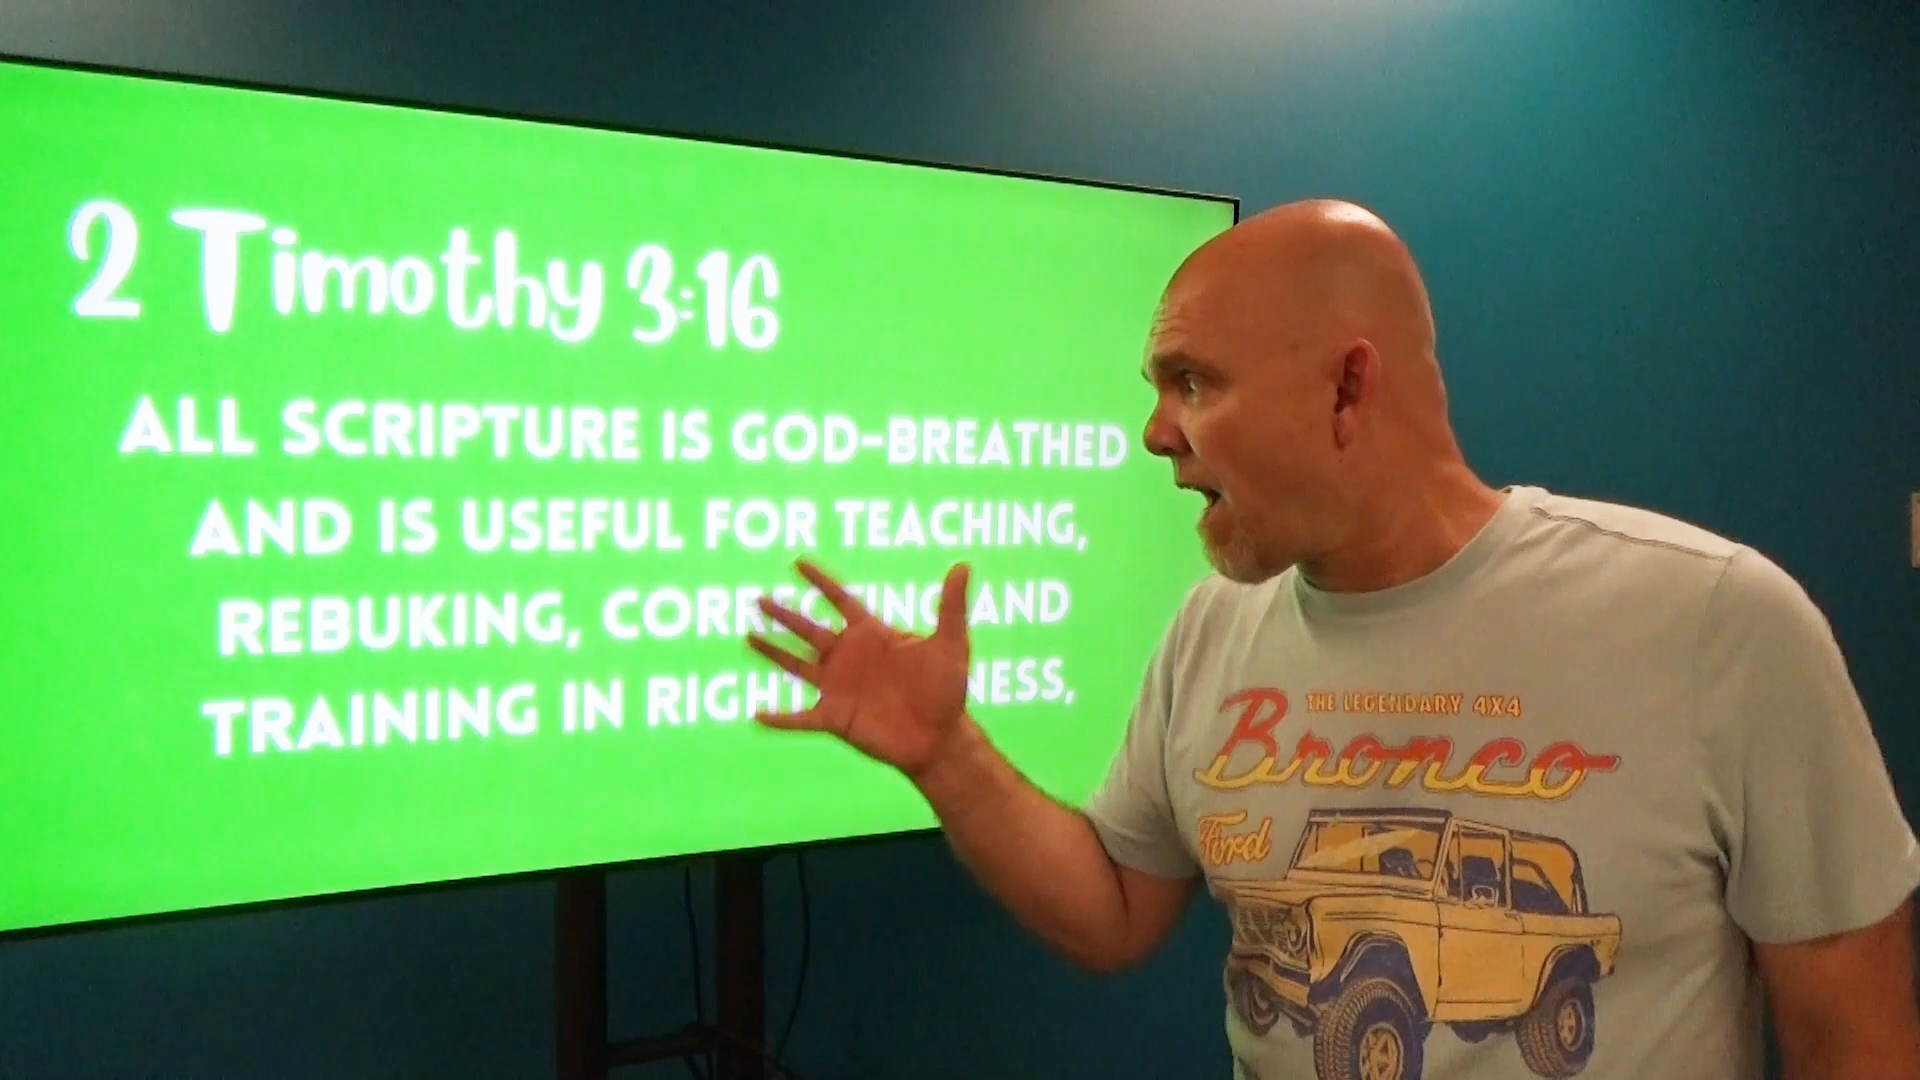 2 Timothy 3:16
ALL SCRIPTURE IS GOD-BREATHED
AND IS USEFUL FOR TEACHING,
REBUKING, CORRECTING AND
TRAINING IN
THE LEGENDARY 4X4
Bronco
Ford